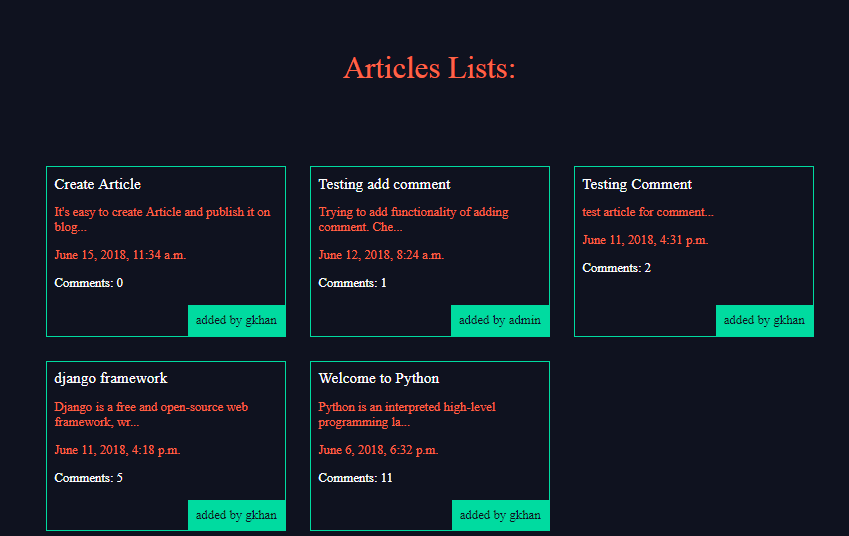 Articles Lists:
Create Article
It's easy to create Article and publish it on
blog...
June 15, 2018, 11:34 a.m.
Comments: 0
added by gkhan
Testing add comment
Trying to add functionality of adding
comment. Che...
June 12, 2018, 8:24 a.m.
Comments: 1
added by admin
Testing Comment
test article for comment...
June 11, 2018, 4:31 p.m.
Comments: 2
added by gkhan
django framework
Django is a free and open-source web
framework, wr...
June 11, 2018, 4:18 p.m.
Comments: 5
added by gkhan
Welcome to Python
Python is an interpreted high-level
programming la...
June 6, 2018, 6:32 p.m.
Comments: 11
added by gkhan